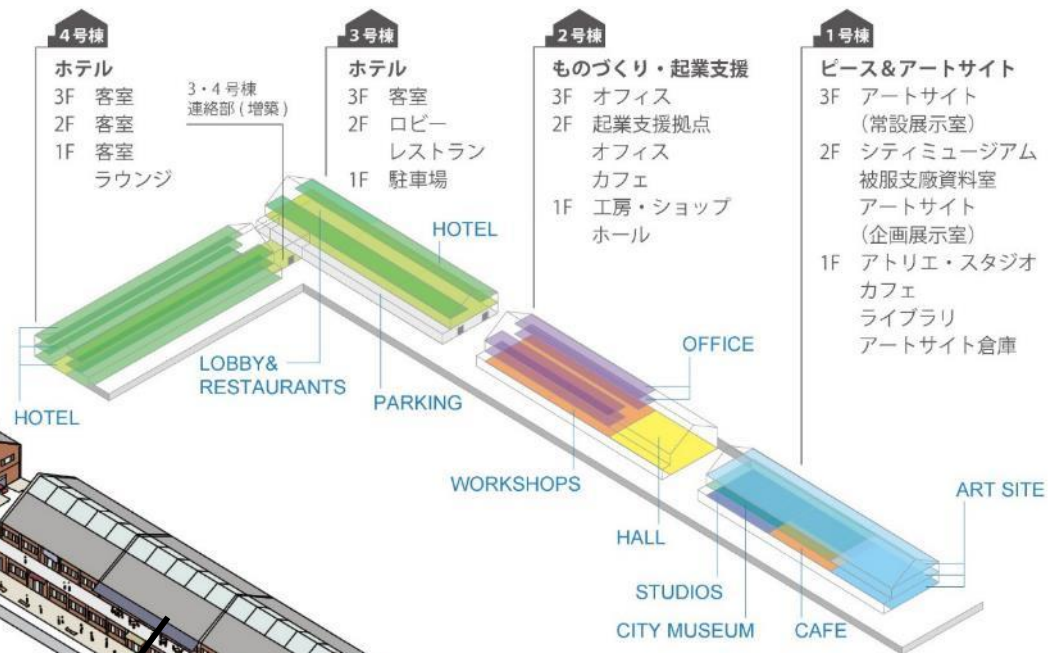 4号棟
ホテル
3F 客室
2F 客室
1F 客室
ラウンジ
3・4号棟
連絡部(増築)
3号棟
ホテル
3F 客室
2F ロビー
レストラン
1F 駐車場
2号棟
ものづくり・起業支援
3F オフィス
2F 起業支援拠点
オフィス
カフェ
1F 工房・ショップ
ホール
1号棟
ピース&アートサイト
3F アートサイト
(常設展示室)
2F シティミュージアム
被服支廠資料室
アートサイト
(企画展示室)
1F アトリエ・スタジオ
カフェ
ライブラリ
アートサイト倉庫
HOTEL
LOBBY&
RESTAURANTS
PARKING
HOTEL
OFFICE
WORKSHOPS
HALL
STUDIOS
CITY MUSEUM
CAFE
ART SITE